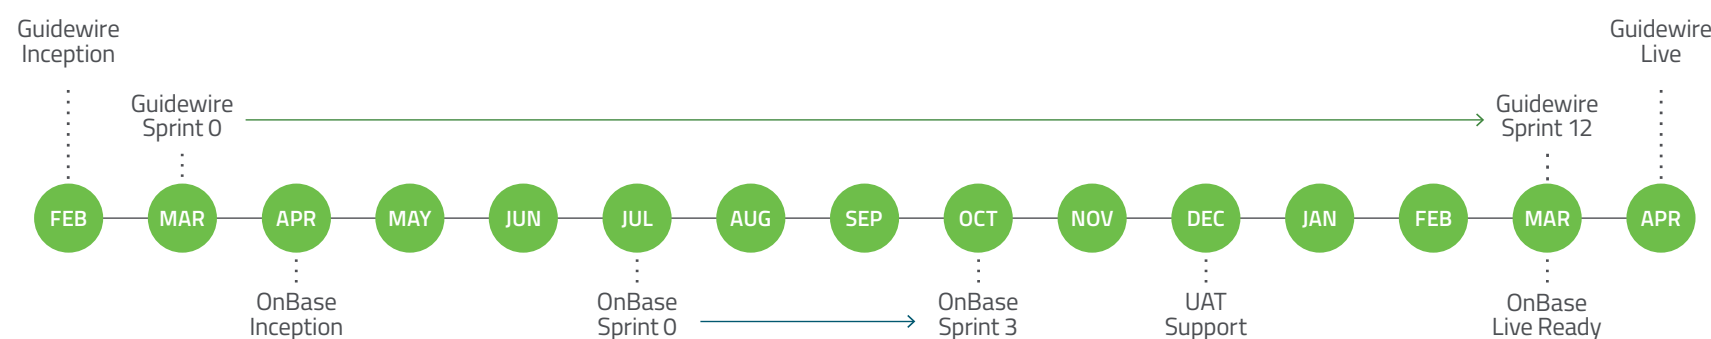 Guidewire
Inception
Guidewire
Live
Guidewire
Sprint 0
Guidewire
Sprint 12
FEB MAR APR MAY JUN JUL AUG SEP OCT NOV DEC JAN FEB MAR APR
OnBase
Inception
OnBase
Sprint 0
OnBase
Sprint 3
UAT
Support
OnBase
Live Ready